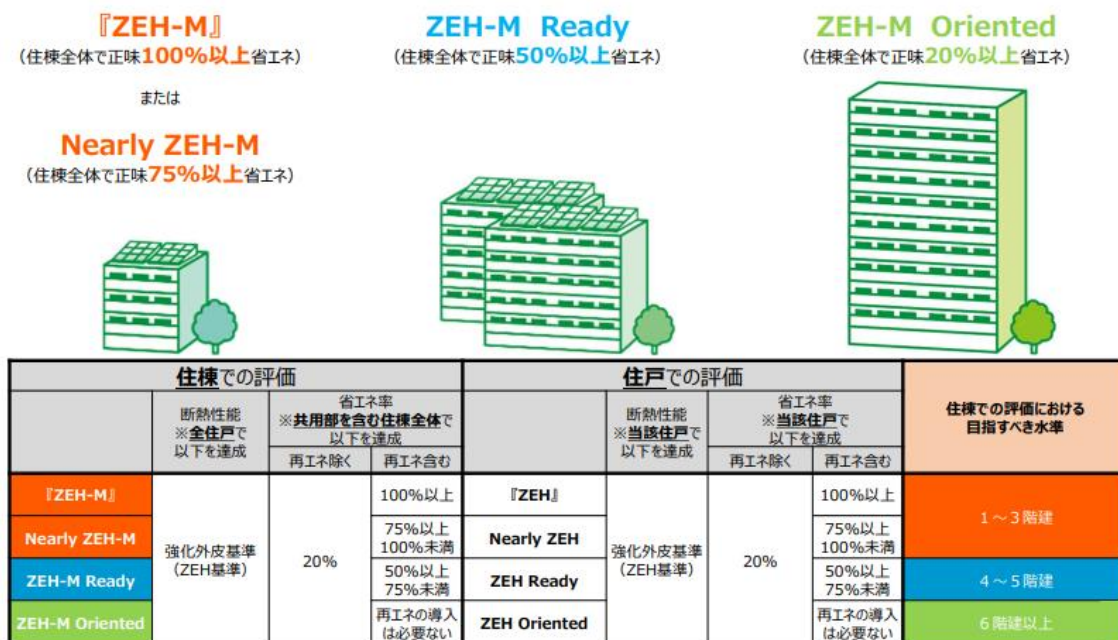 『ZEH-M』
(住棟全体で正味100%以上省エネ)
または
Nearly ZEH-M
(住棟全体で正味75%以上省エネ)
ZEH-M Ready
(住棟全体で正味50%以上省エネ)
ZEH-M Oriented
(住棟全体で正味20%以上省エネ)
住棟での評価
住戸での評価
住棟での評価における
目指すべき水準
断熱性能
※全住戸で
以下を達成
省エネ率
※共用部を含む住棟全体で
以下を達成
再エネ除く
再エネ含む
断熱性能
※当該住戸で
以下を達成
省エネ率
※当該住戸で
以下を達成
再エネ除く
再エネ含む
『ZEH-M』
強化外皮基準
(ZEH基準)
20%
100%以上
『ZEH』
強化外皮基準
(ZEH基準)
20%
100%以上
1～3階建
Nearly ZEH-M
75%以上
100%未満
Nearly ZEH
75%以上
100%未満
ZEH-M Ready
50%以上
75%未満
ZEH Ready
50%以上
75%未満
4～5階建
ZEH-M Oriented
再エネの導入
は必要ない
ZEH Oriented
再エネの導入
は必要ない
6階建以上